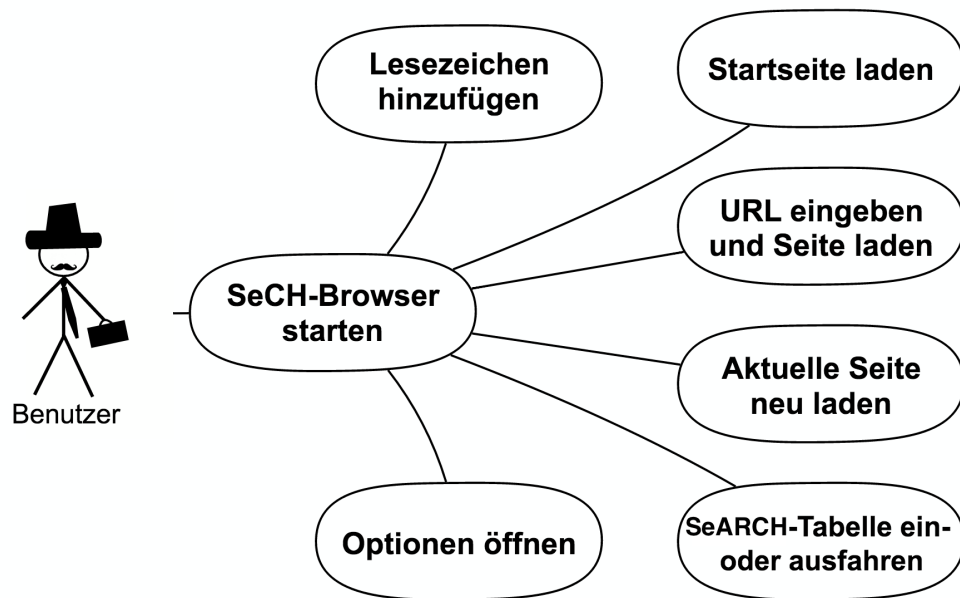 Lesezeichen
hinzufügen
Startseite laden
URL eingeben
und Seite laden
SeCH-Browser
starten
Benutzer
Aktuelle Seite
neu laden
Optionen öffnen
SeARCH-Tabelle ein-
oder ausfahren